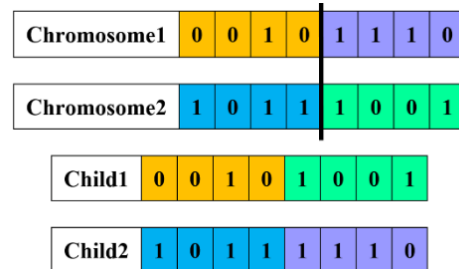 Chromosome1 0 0 1 0 1 1 1 0
Chromosome2 1 0 1 1 1 0 0 1
Child1 0 0 1 0 1 0 0 1
Child2 1 0 1 1 1 1 1 0